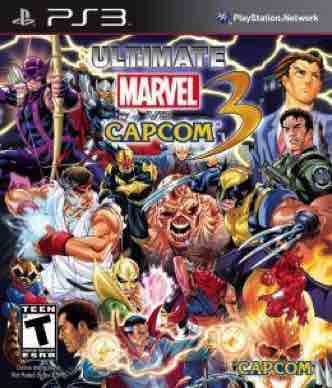 PS3
PlayStation.Network
ULTIMATE
MARVEL
VS
CAPCOM
3
TEEN
T
ESRB
CAPCOM